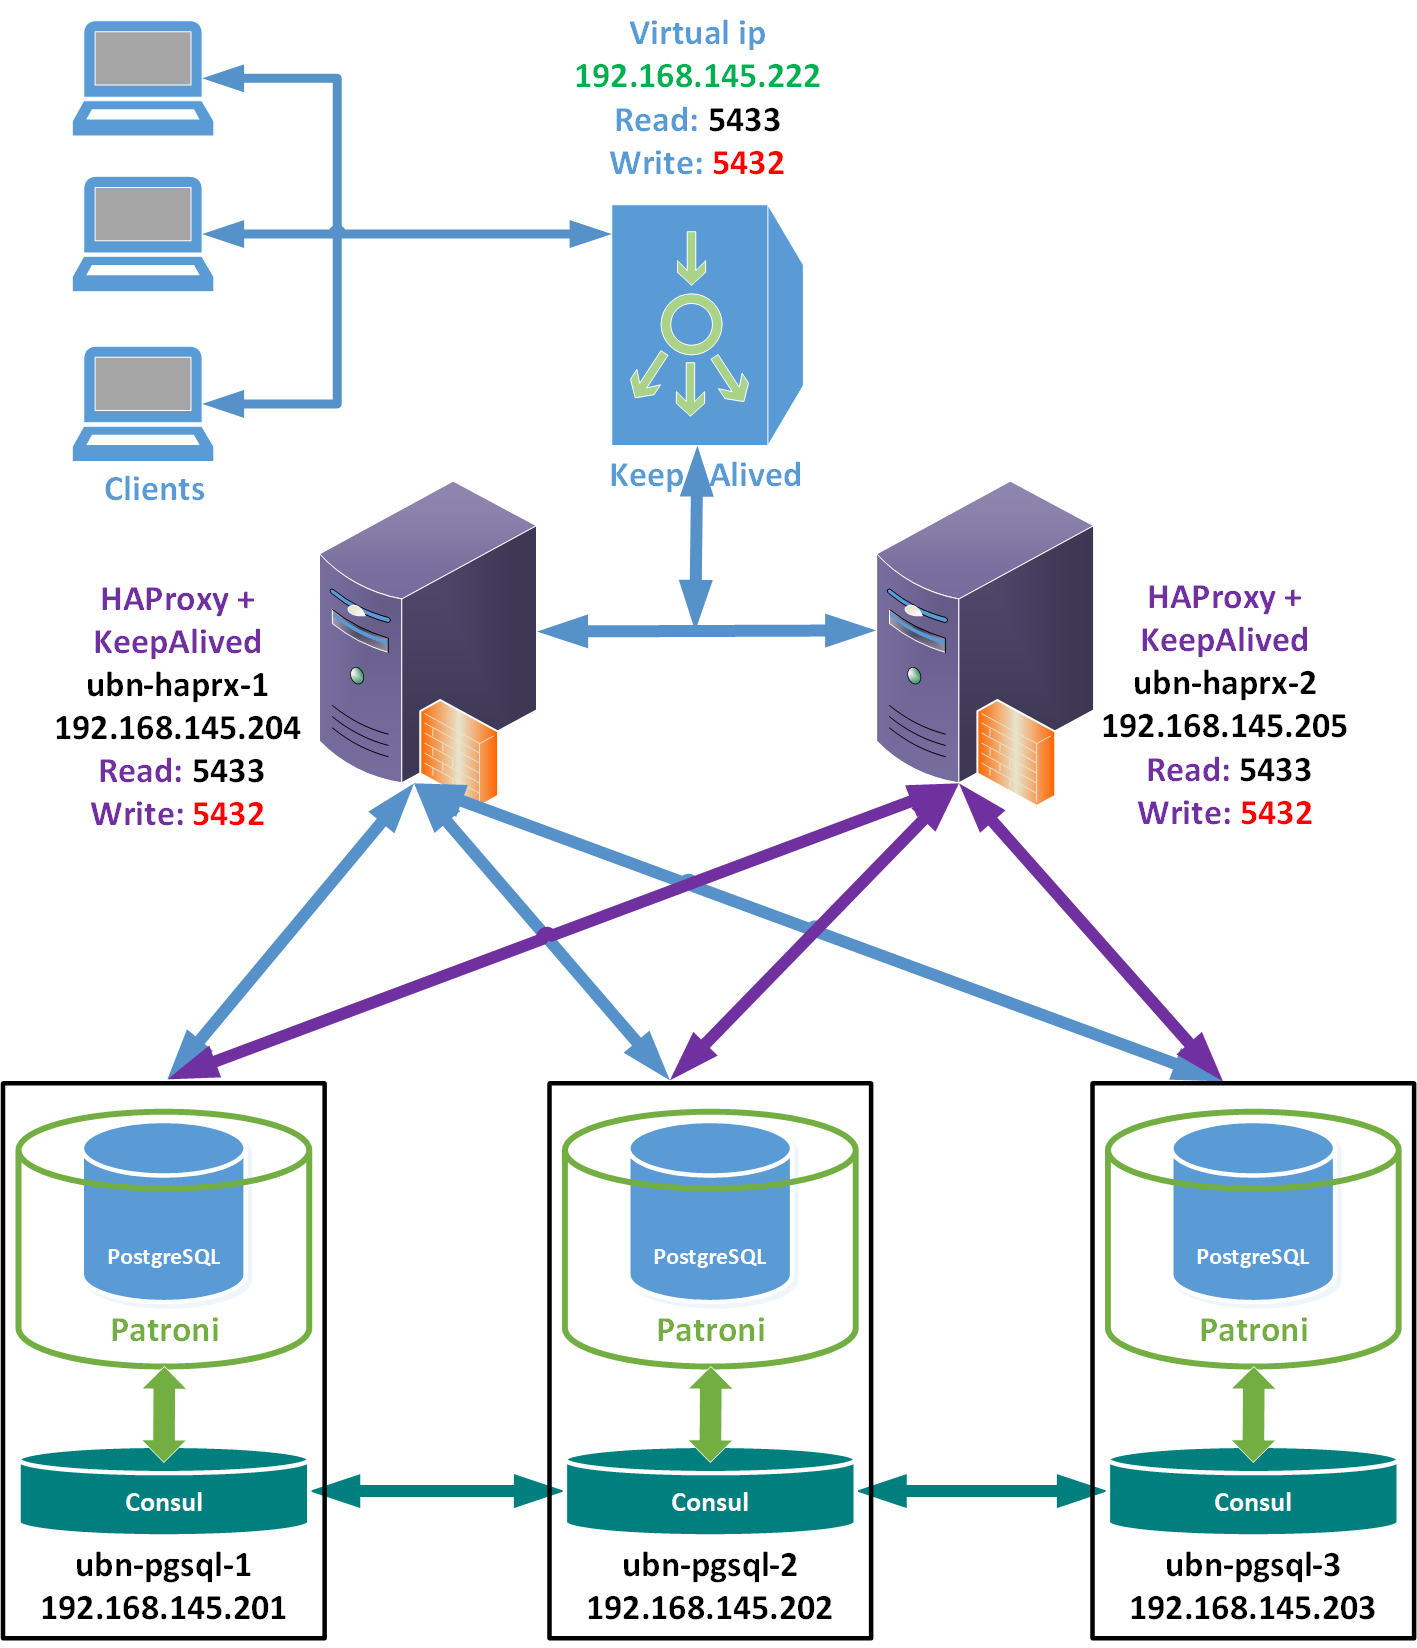 Virtual ip
192.168.145.222
Read: 5433
Write: 5432
Clients
Keep Alived
HAProxy +
KeepAlived
ubn-haprx-1
192.168.145.204
Read: 5433
Write: 5432
HAProxy +
KeepAlived
ubn-haprx-2
192.168.145.205
Read: 5433
Write: 5432
PostgreSQL
Patroni
Consul
ubn-pgsql-1
192.168.145.201
PostgreSQL
Patroni
Consul
ubn-pgsql-2
192.168.145.202
PostgreSQL
Patroni
Consul
ubn-pgsql-3
192.168.145.203